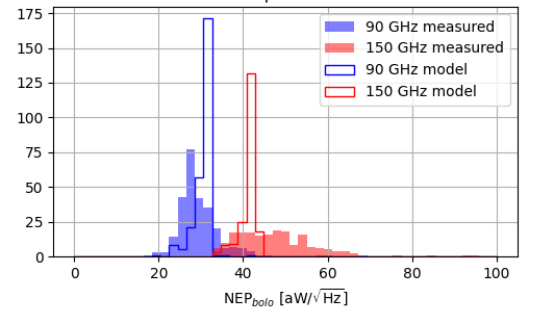 175
150
125
100
75
50
25
0
90 GHz measured
150 GHz measured
90 GHz model
150 GHz model
0 20 40 60 80 100
NEP_bolo [aW/√Hz]